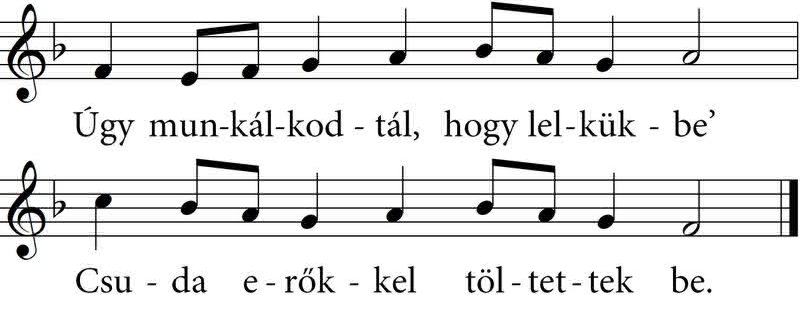 Úgy mun-kál-kod - tál, hogy lel-kük - be’
Csu - da e-rők - kel töl-tet-tek be.